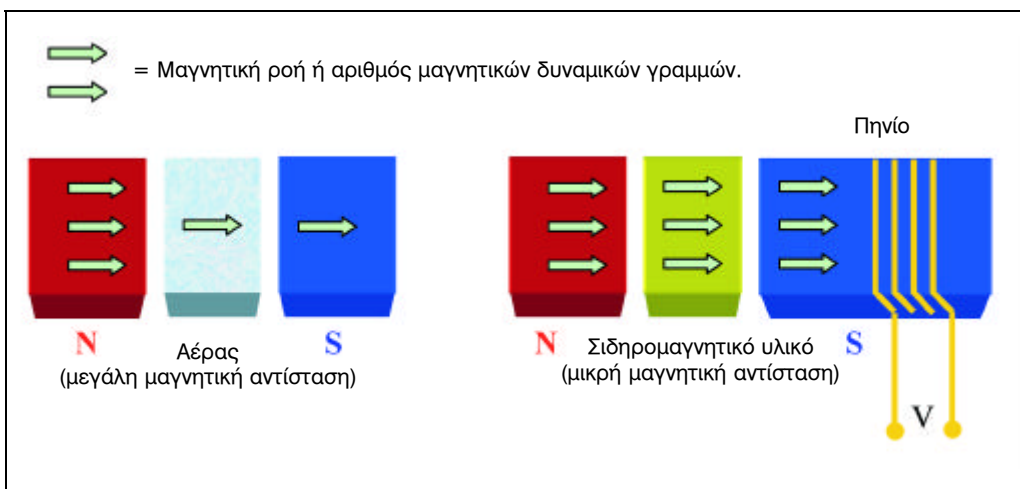 = Μαγνητική ροή ή αριθμός μαγνητικών δυναμικών γραμμών.
Πηνίο
N
Αέρας
(μεγάλη μαγνητική αντίσταση)
S
N
Σιδηρομαγνητικό υλικό
(μικρή μαγνητική αντίσταση)
S
V